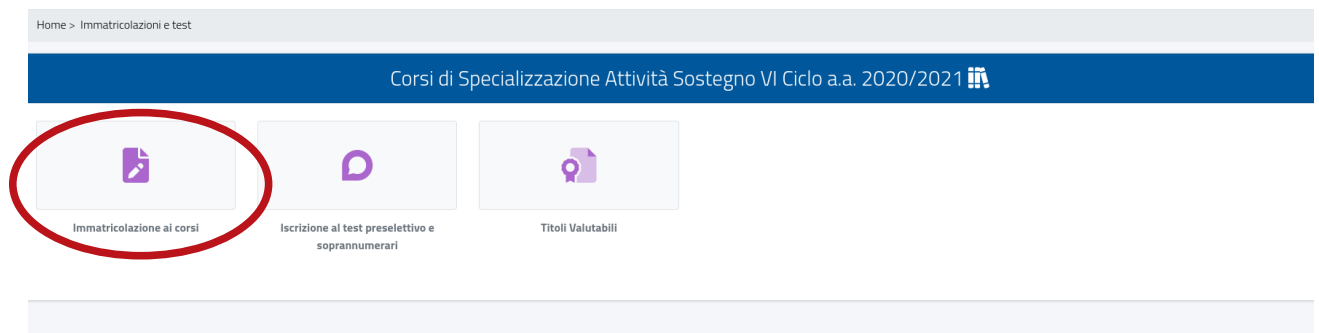 Home > Immatricolazioni e test
Corsi di Specializzazione Attività Sostegno VI Ciclo a.a. 2020/2021
Immatricolazione ai corsi
Iscrizione al test preselettivo e
soprannumerari
Titoli Valutabili